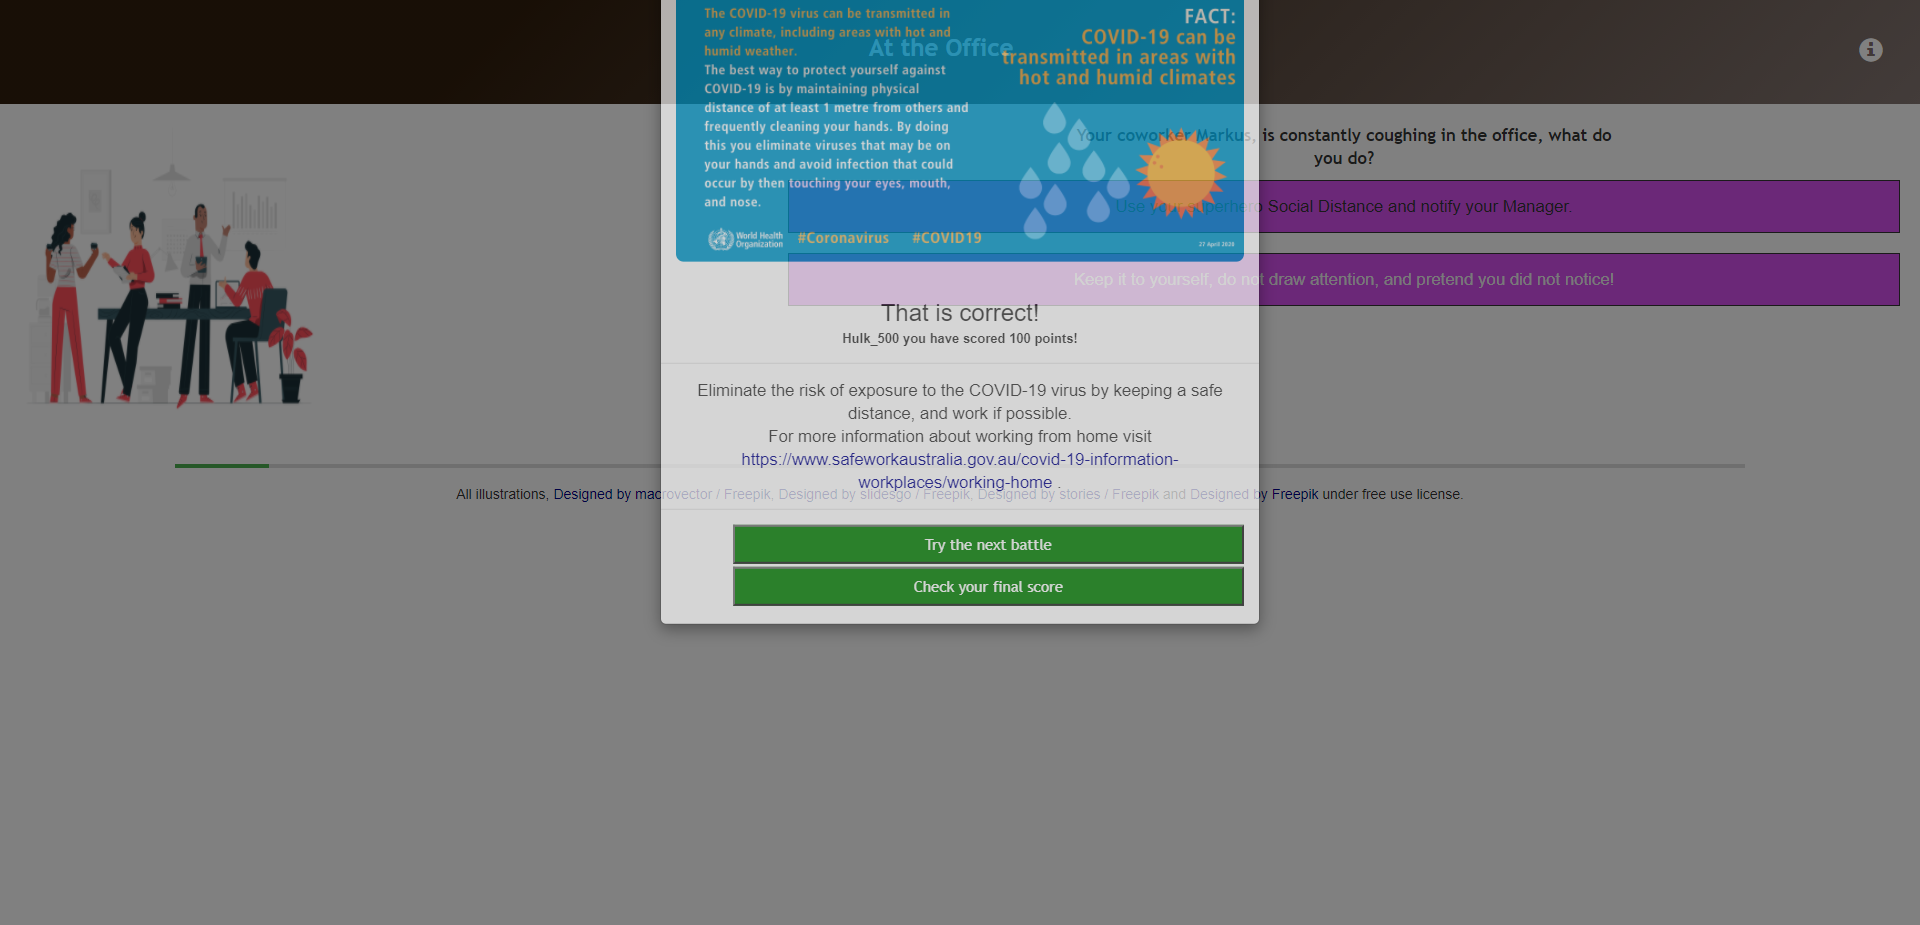 At the Office
The COVID-19 virus can be transmitted in
any climate, including areas with hot and
humid weather.
The best way to protect yourself against
COVID-19 is by maintaining physical
distance of at least 1 metre from others and
frequently cleaning your hands. By doing
this you eliminate viruses that may be on
your hands and avoid infection that could
occur by then touching your eyes, mouth,
and nose.
FACT:
COVID-19 can be
transmitted in areas with
hot and humid climates
World Health
Organization
#Coronavirus #COVID19
27 April 2020
Your coworker Markus, is constantly coughing in the office, what do
you do?
Use your superhero Social Distance and notify your Manager.
Keep it to yourself, do not draw attention, and pretend you did not notice!
That is correct!
Hulk_500 you have scored 100 points!
Eliminate the risk of exposure to the COVID-19 virus by keeping a safe
distance, and work if possible.
For more information about working from home visit
https://www.safeworkaustralia.gov.au/covid-19-information-
workplaces/working-home .
All illustrations, Designed by macrovector / Freepik, Designed by slidesgo / Freepik, Designed by stories / Freepik and Designed by Freepik under free use license.
Try the next battle
Check your final score